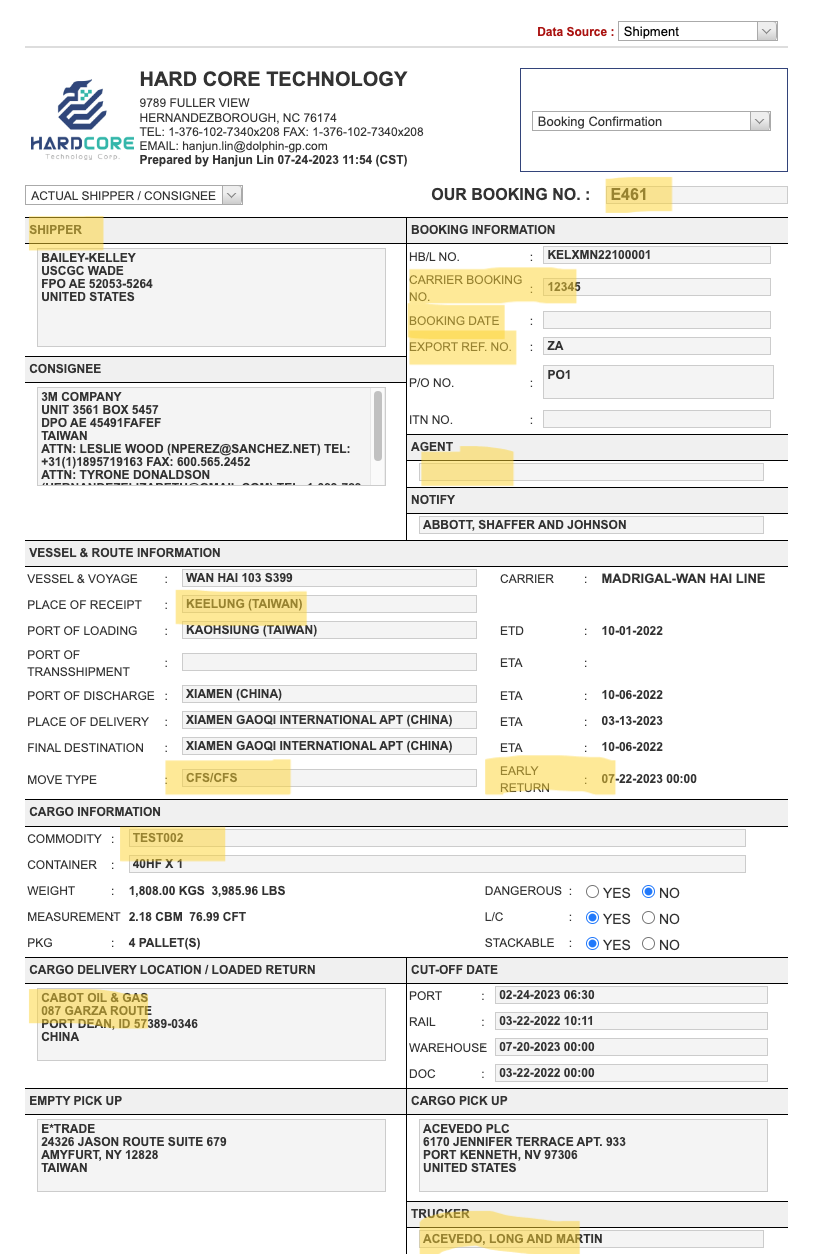 Data Source : Shipment
HARDCORE
Technology Corp.
HARD CORE TECHNOLOGY
9789 FULLER VIEW
HERNANDEZBOROUGH, NC 76174
TEL: 1-376-102-7340x208 FAX: 1-376-102-7340x208
EMAIL: hanjun.lin@dolphin-gp.com
Prepared by Hanjun Lin 07-24-2023 11:54 (CST)
Booking Confirmation
ACTUAL SHIPPER / CONSIGNEE
OUR BOOKING NO. : E461
SHIPPER
BAILEY-KELLEY
USCGC WADE
FPO AE 52053-5264
UNITED STATES
CONSIGNEE
3M COMPANY
UNIT 3561 BOX 5457
DPO AE 45491FAFEF
TAIWAN
ATTN: LESLIE WOOD (NPEREZ@SANCHEZ.NET) TEL:
+31(1)1895719163 FAX: 600.565.2452
ATTN: TYRONE DONALDSON
BOOKING INFORMATION
HB/L NO. : KELXMN22100001
CARRIER BOOKING NO. : 12345
BOOKING DATE :
EXPORT REF. NO. : ZA
P/O NO. : PO1
ITN NO. :
AGENT
NOTIFY
ABBOTT, SHAFFER AND JOHNSON
VESSEL & ROUTE INFORMATION
VESSEL & VOYAGE : WAN HAI 103 S399 CARRIER : MADRIGAL-WAN HAI LINE
PLACE OF RECEIPT : KEELUNG (TAIWAN)
PORT OF LOADING : KAOHSIUNG (TAIWAN) ETD : 10-01-2022
PORT OF TRANSSHIPMENT : ETA :
PORT OF DISCHARGE : XIAMEN (CHINA) ETA : 10-06-2022
PLACE OF DELIVERY : XIAMEN GAOQI INTERNATIONAL APT (CHINA) ETA : 03-13-2023
FINAL DESTINATION : XIAMEN GAOQI INTERNATIONAL APT (CHINA) ETA : 10-06-2022
MOVE TYPE : CFS/CFS EARLY RETURN : 07-22-2023 00:00
CARGO INFORMATION
COMMODITY : TEST002
CONTAINER : 40HF X 1
WEIGHT : 1,808.00 KGS 3,985.96 LBS DANGEROUS : YES NO
MEASUREMENT : 2.18 CBM 76.99 CFT L/C : YES NO
PKG : 4 PALLET(S) STACKABLE : YES NO
CARGO DELIVERY LOCATION / LOADED RETURN
CABOT OIL & GAS
087 GARZA ROUTE
PORT DEAN, ID 57389-0346
CHINA
CUT-OFF DATE
PORT : 02-24-2023 06:30
RAIL : 03-22-2022 10:11
WAREHOUSE : 07-20-2023 00:00
DOC : 03-22-2022 00:00
EMPTY PICK UP
E*TRADE
24326 JASON ROUTE SUITE 679
AMYFURT, NY 12828
TAIWAN
CARGO PICK UP
ACEVEDO PLC
6170 JENNIFER TERRACE APT. 933
PORT KENNETH, NV 97306
UNITED STATES
TRUCKER
ACEVEDO, LONG AND MARTIN